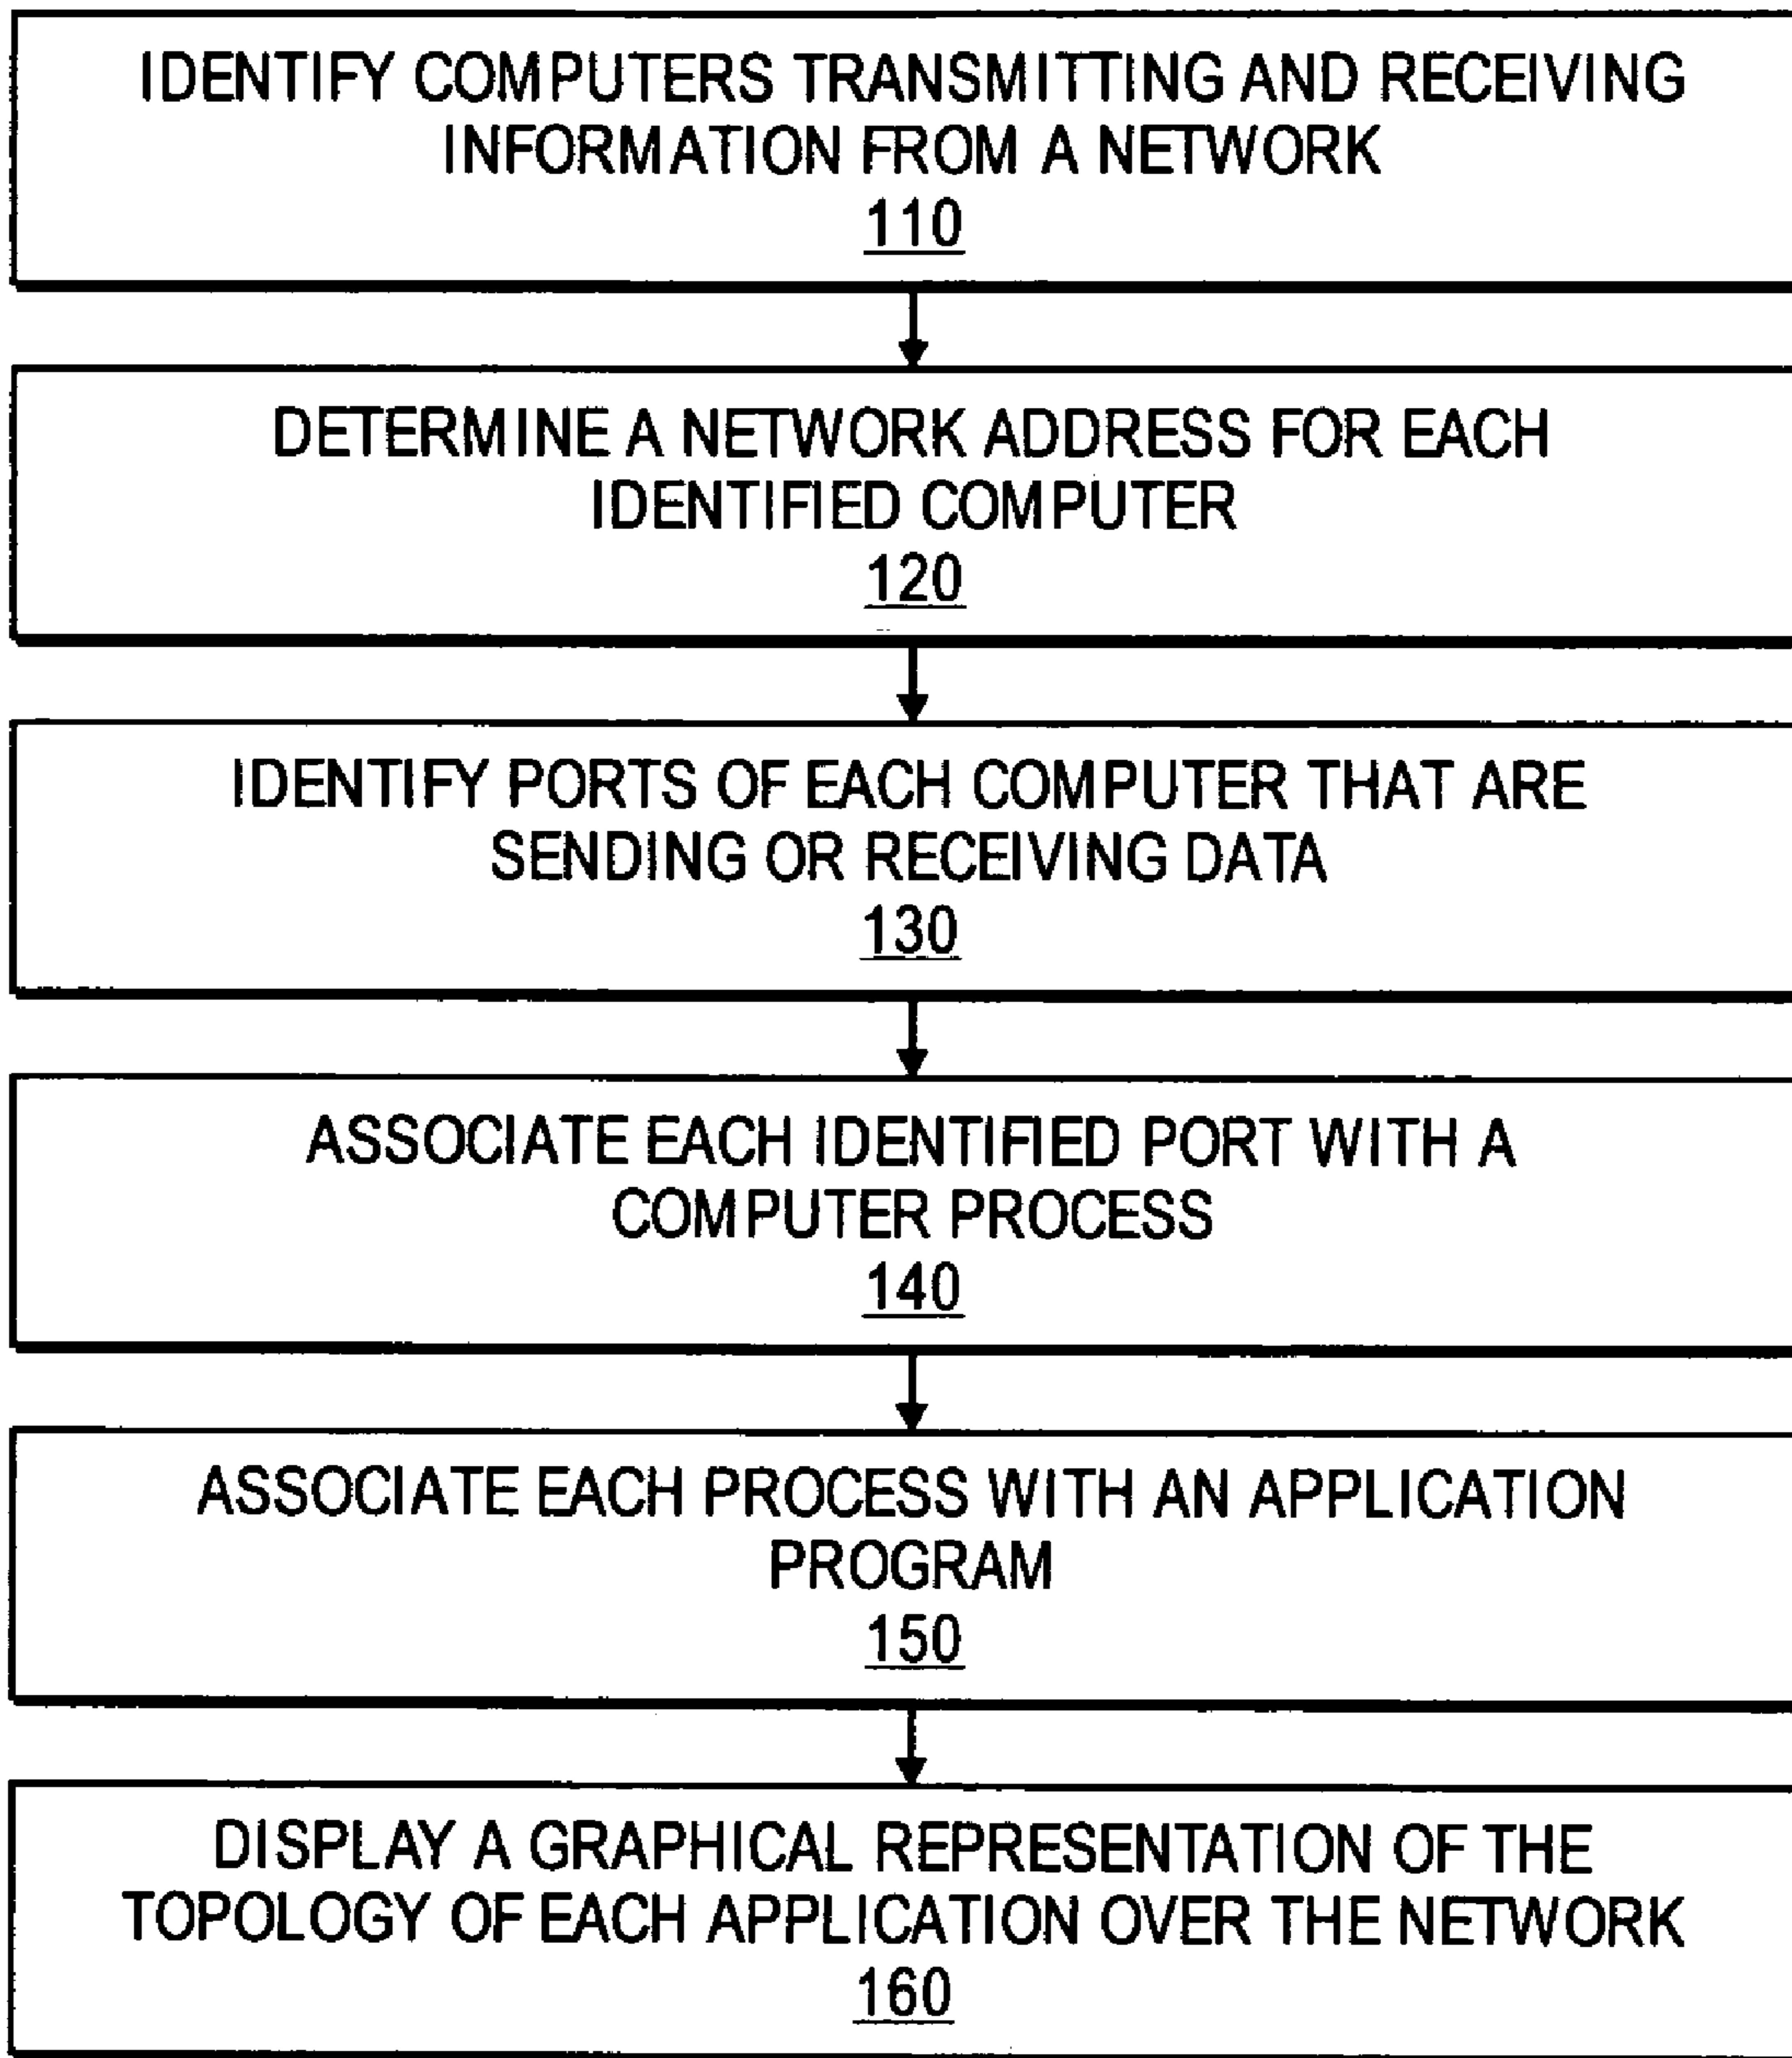 IDENTIFY COMPUTERS TRANSMITTING AND RECEIVING
INFORMATION FROM A NETWORK
110
DETERMINE A NETWORK ADDRESS FOR EACH
IDENTIFIED COMPUTER
120
IDENTIFY PORTS OF EACH COMPUTER THAT ARE
SENDING OR RECEIVING DATA
130
ASSOCIATE EACH IDENTIFIED PORT WITH A
COMPUTER PROCESS
140
ASSOCIATE EACH PROCESS WITH AN APPLICATION
PROGRAM
150
DISPLAY A GRAPHICAL REPRESENTATION OF THE
TOPOLOGY OF EACH APPLICATION OVER THE NETWORK
160